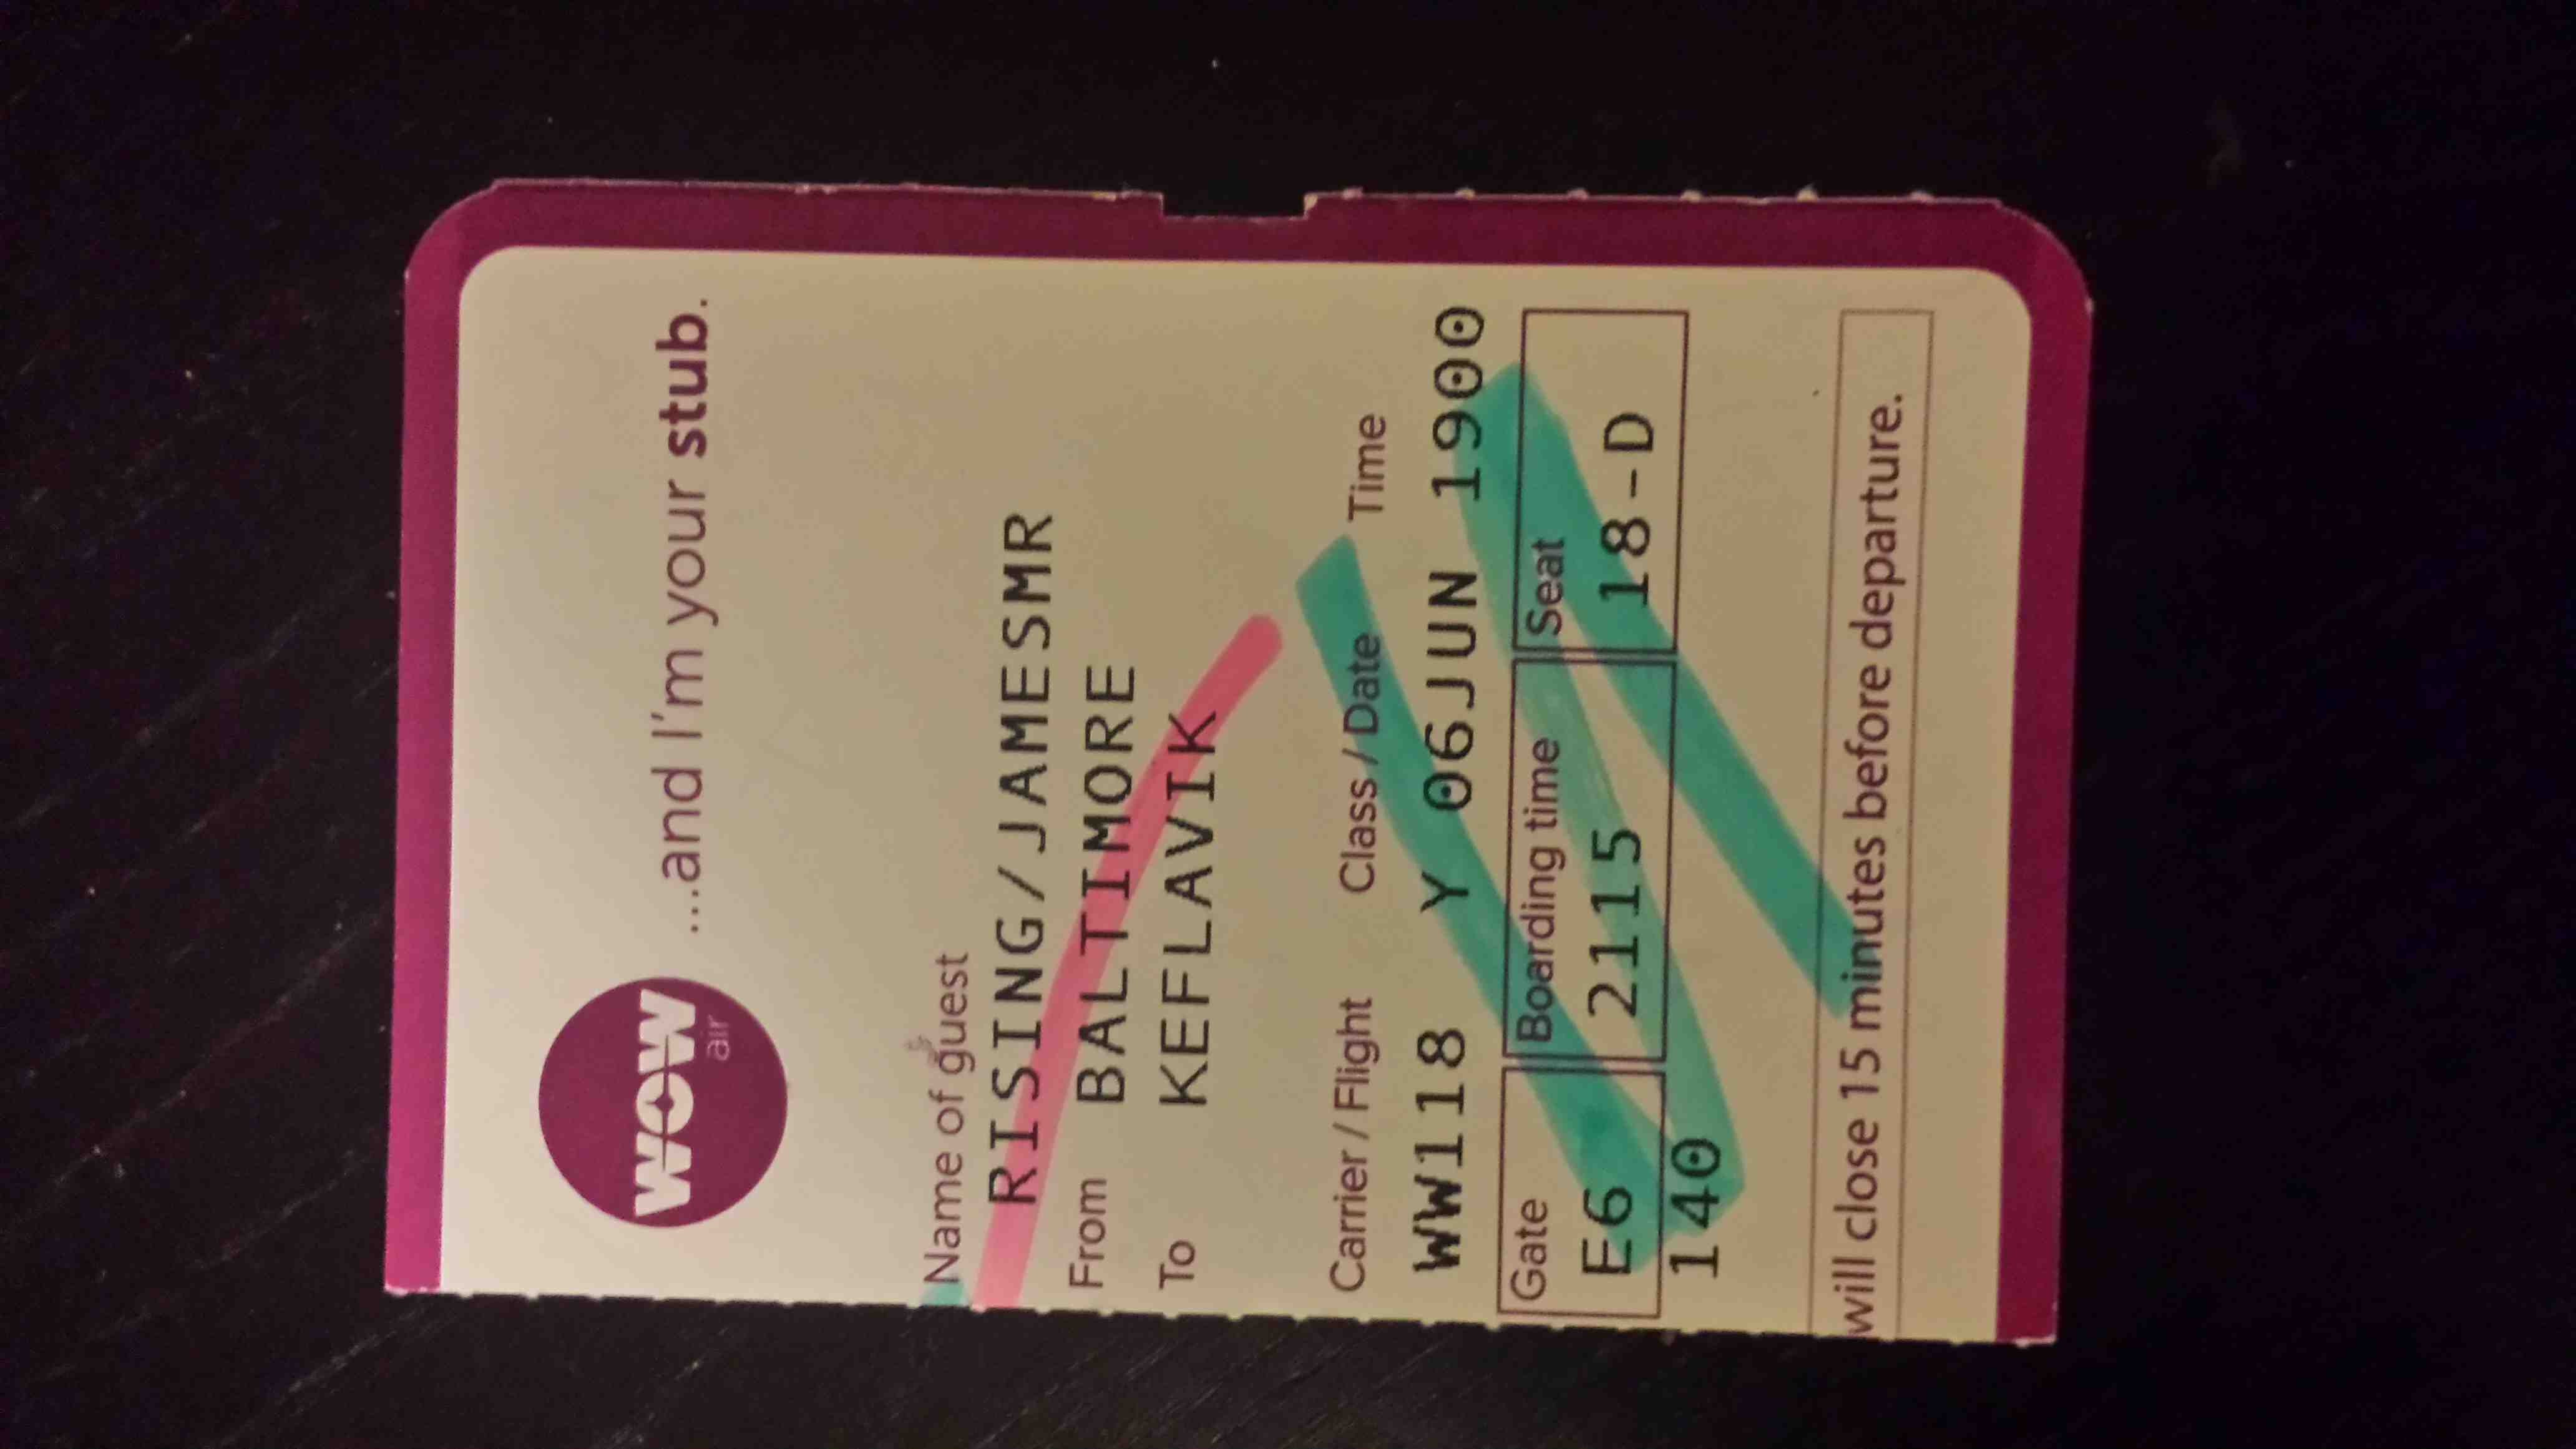 WOW air ...and I'm your stub.
Name of guest
RISING/JAMESMR
From BALTIMORE
To KEFLAVIK
Carrier / Flight Class / Date Time
WW118 Y 06JUN 1900
Gate Boarding time Seat
E6 2115 18-D
140
will close 15 minutes before departure.